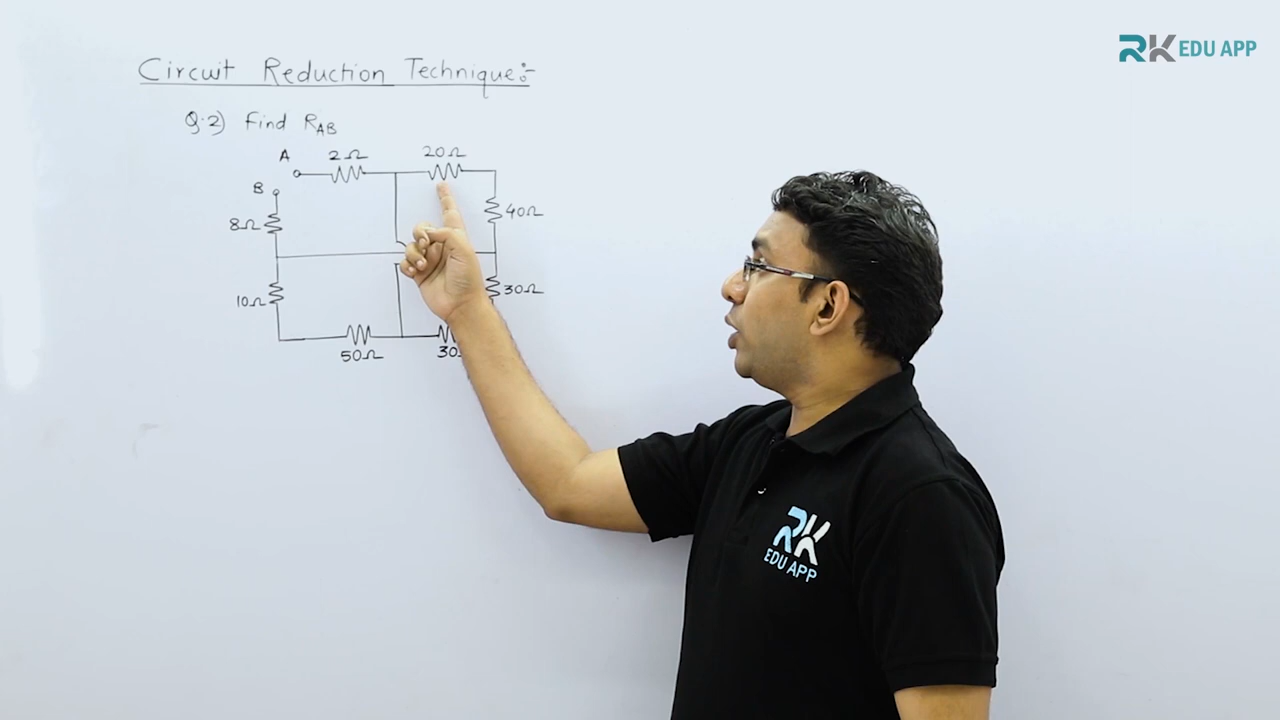 RK EDU APP
Circuit Reduction Technique:-
Q.2) Find RAB
A
2Ω
20Ω
B
8Ω
40Ω
10Ω
30Ω
50Ω
30Ω
RK
EDU APP